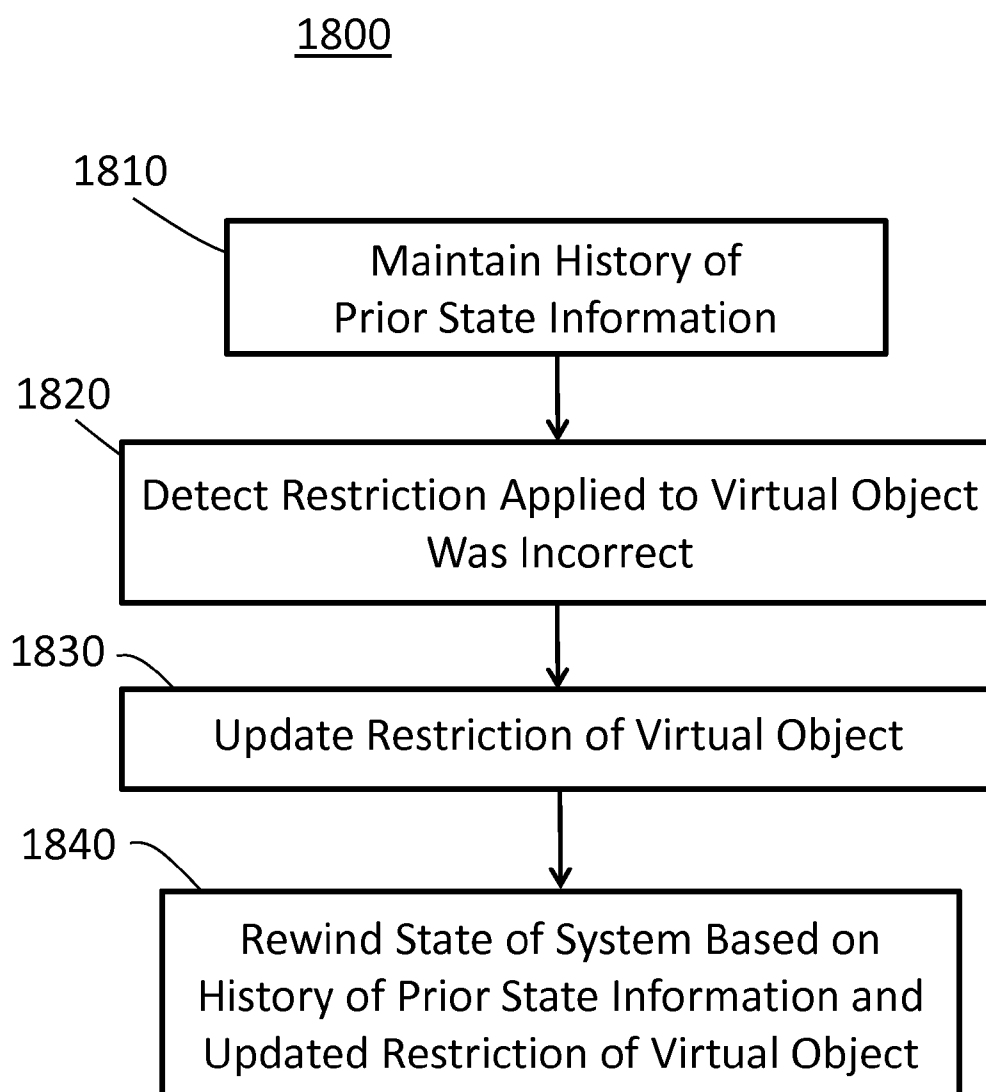 1800
1810
Maintain History of
Prior State Information
1820
Detect Restriction Applied to Virtual Object
Was Incorrect
1830
Update Restriction of Virtual Object
1840
Rewind State of System Based on
History of Prior State Information and
Updated Restriction of Virtual Object